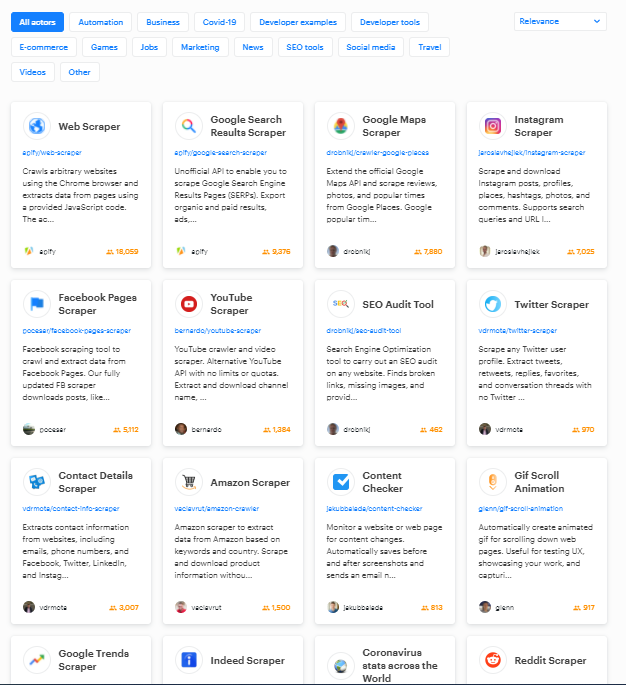 All actors Automation Business Covid-19 Developer examples Developer tools Relevance
E-commerce Games Jobs Marketing News SEO tools Social media Travel
Videos Other
Web Scraper
apify/web-scraper
Crawls arbitrary websites
using the Chrome browser and
extracts data from pages using
a provided JavaScript code.
The ac...
apify 18,059
Google Search
Results Scraper
apify/google-search-scraper
Unofficial API to enable you to
scrape Google Search Engine
Results Pages (SERPs). Export
organic and paid results,
ads,...
apify 9,376
Google Maps
Scraper
drobnikj/crawler-google-places
Extend the official Google
Maps API and scrape reviews,
photos, and popular times
from Google Places. Google
popular tim...
drobnikj 7,880
Instagram
Scraper
jaroslavhejlek/instagram-scraper
Scrape and download
Instagram posts, profiles,
places, hashtags, photos, and
comments. Supports search
queries and URL l...
jaroslavhejlek 7,025
Facebook Pages
Scraper
pocesar/facebook-pages-scraper
Facebook scraping tool to
crawl and extract data from
Facebook Pages. Our fully
updated FB scraper
downloads posts, like...
pocesar 5,112
YouTube
Scraper
bernardo/youtube-scraper
YouTube crawler and video
scraper. Alternative YouTube
API with no limits or quotas.
Extract and download channel
name, ...
bernardo 1,384
SEO
SEO Audit Tool
drobnikj/seo-audit-tool
Search Engine Optimization
tool to carry out an SEO audit
on any website. Finds broken
links, missing images, and
provid...
drobnikj 462
Twitter Scraper
vdrmota/twitter-scraper
Scrape any Twitter user
profile. Extract tweets,
retweets, replies, favorites,
and conversation threads with
no Twitter ...
vdrmota 970
Contact Details
Scraper
vdrmota/contact-info-scraper
Extracts contact information
from websites, including
emails, phone numbers, and
Facebook, Twitter, LinkedIn,
and Instag...
vdrmota 3,007
Amazon Scraper
vaclavrut/amazon-crawler
Amazon scraper to extract
data from Amazon based on
keywords and country. Scrape
and download product
information withou...
vaclavrut 1,500
Content
Checker
jakubbalada/content-checker
Monitor a website or web page
for content changes.
Automatically saves before
and after screenshots and
sends an email n...
jakubbalada 813
Gif Scroll
Animation
glenn/gif-scroll-animation
Automatically create animated
gif for scrolling down web
pages. Useful for testing UX,
showcasing your work, and
capturi...
glenn 917
Google Trends
Scraper
Indeed Scraper
Coronavirus
stats across the
World
Reddit Scraper